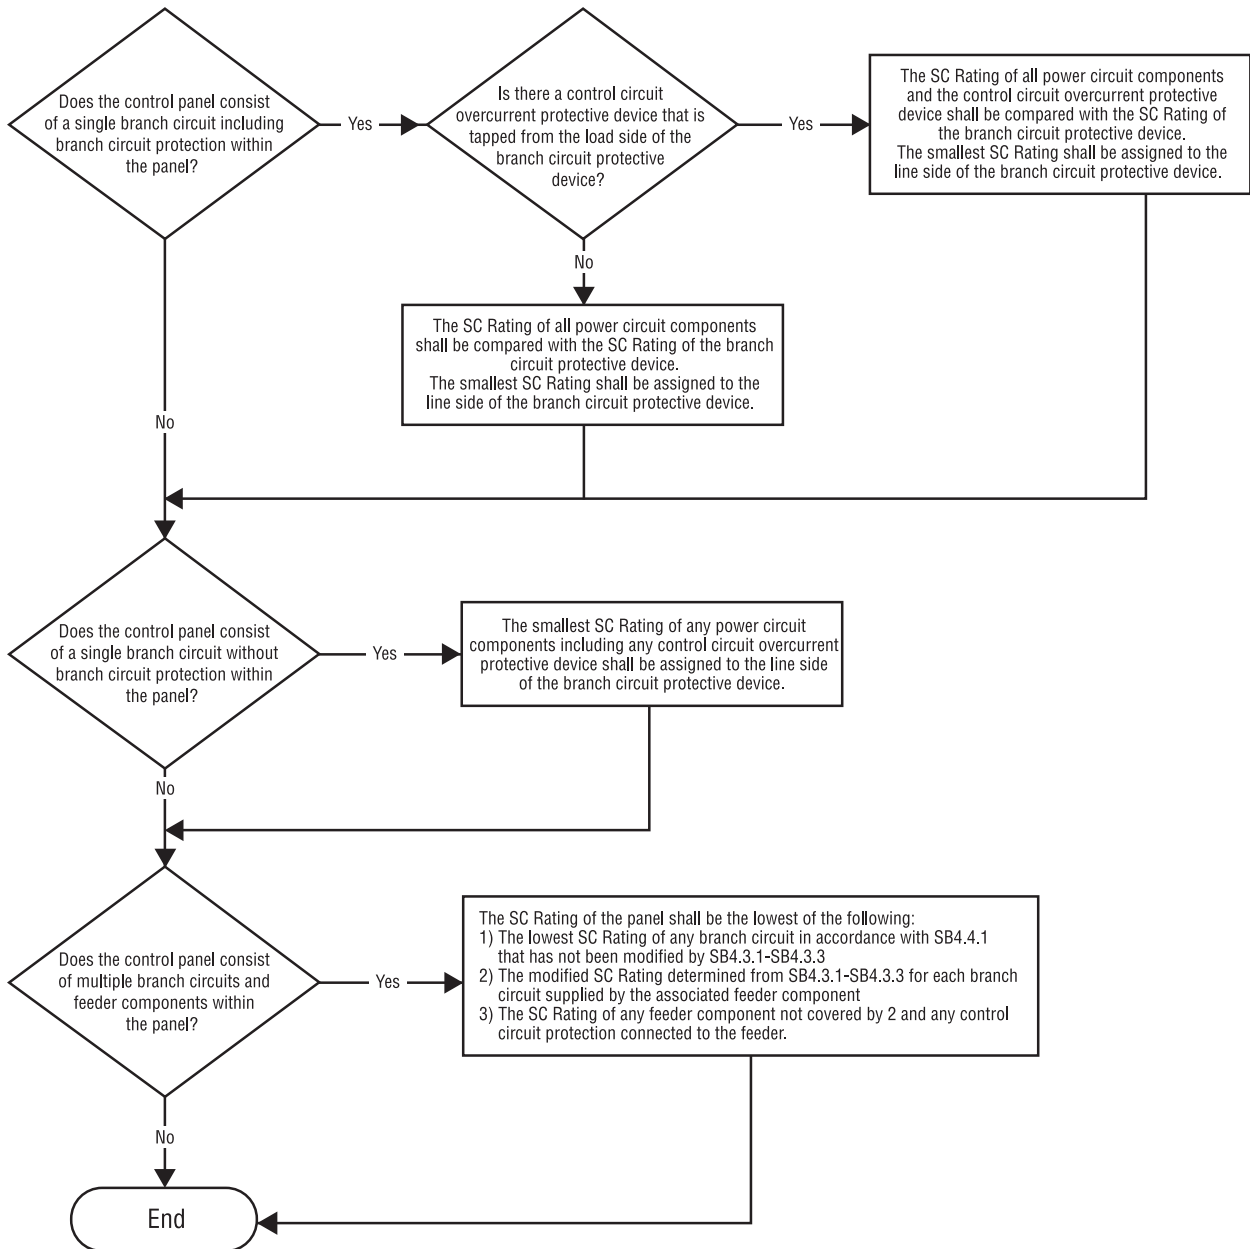 Does the control panel consist
of a single branch circuit including
branch circuit protection within
the panel?
Yes
Is there a control circuit
overcurrent protective device that is
tapped from the load side of the
branch circuit protective
device?
Yes
The SC Rating of all power circuit components
and the control circuit overcurrent protective
device shall be compared with the SC Rating of
the branch circuit protective device.
The smallest SC Rating shall be assigned to the
line side of the branch circuit protective device.
No
The SC Rating of all power circuit components
shall be compared with the SC Rating of the branch
circuit protective device.
The smallest SC Rating shall be assigned to the
line side of the branch circuit protective device.
No
Does the control panel consist
of a single branch circuit without
branch circuit protection within
the panel?
Yes
The smallest SC Rating of any power circuit
components including any control circuit overcurrent
protective device shall be assigned to the line side
of the branch circuit protective device.
No
Does the control panel consist
of multiple branch circuits and
feeder components within
the panel?
Yes
The SC Rating of the panel shall be the lowest of the following:
1) The lowest SC Rating of any branch circuit in accordance with SB4.4.1
that has not been modified by SB4.3.1-SB4.3.3
2) The modified SC Rating determined from SB4.3.1-SB4.3.3 for each branch
circuit supplied by the associated feeder component
3) The SC Rating of any feeder component not covered by 2 and any control
circuit protection connected to the feeder.
No
End